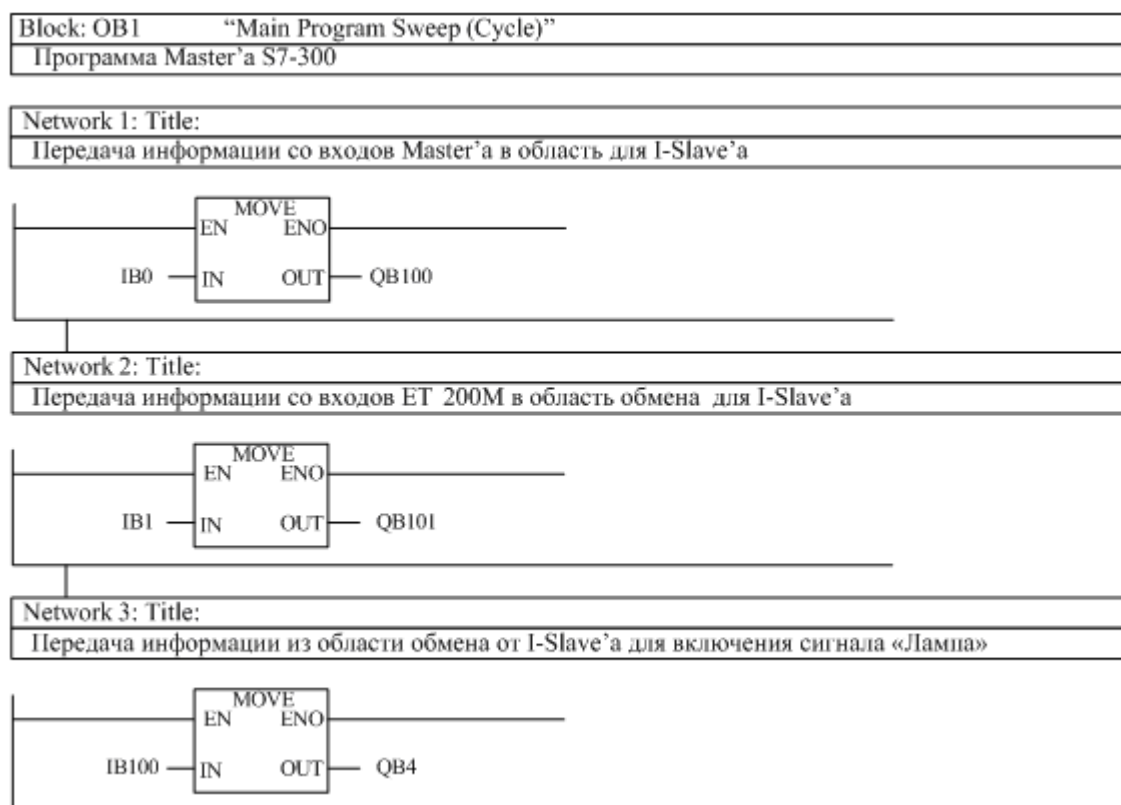 Block: OB1 “Main Program Sweep (Cycle)”
Программа Master’a S7-300
Network 1: Title:
Передача информации со входов Master’a в область для I-Slave’a
MOVE
EN ENO
IB0 IN OUT QB100
Network 2: Title:
Передача информации со входов ET 200M в область обмена для I-Slave’a
MOVE
EN ENO
IB1 IN OUT QB101
Network 3: Title:
Передача информации из области обмена от I-Slave’a для включения сигнала «Лампа»
MOVE
EN ENO
IB100 IN OUT QB4